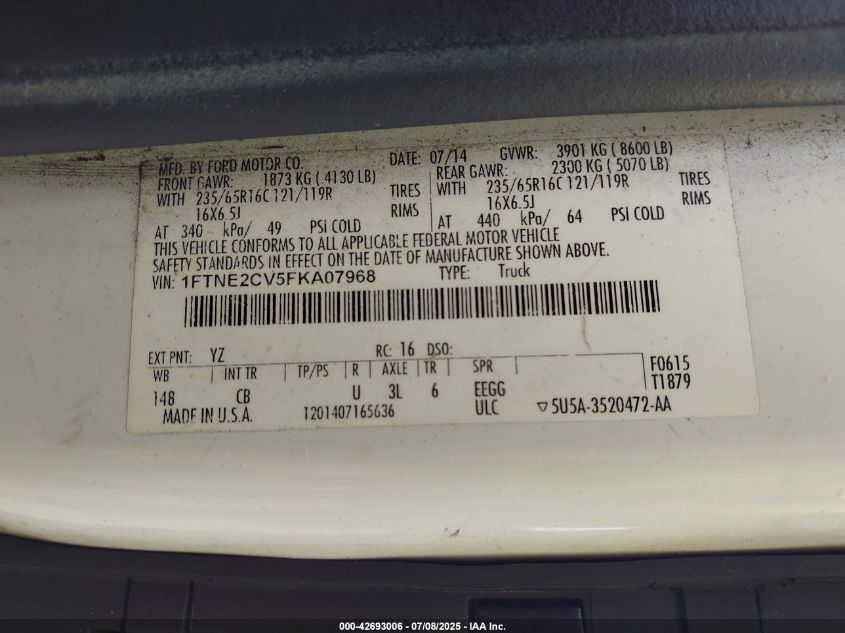 MFD. BY FORD MOTOR CO. DATE: 07/14 GVWR: 3901 KG ( 8600 LB)
FRONT GAWR: 1873 KG ( 4130 LB) REAR GAWR: 2300 KG ( 5070 LB)
WITH 235/65R16C 121/119R TIRES WITH 235/65R16C 121/119R TIRES
16X6.5J RIMS 16X6.5J RIMS
AT 340 kPa/ 49 PSI COLD AT 440 kPa/ 64 PSI COLD
THIS VEHICLE CONFORMS TO ALL APPLICABLE FEDERAL MOTOR VEHICLE
SAFETY STANDARDS IN EFFECT ON THE DATE OF MANUFACTURE SHOWN ABOVE.
VIN: 1FTNE2CV5FKA07968 TYPE: Truck
EXT PNT: YZ RC: 16 DSO:
WB INT TR TP/PS R AXLE TR SPR F0615
T1879
148 CB U 3L 6 EEGG
MADE IN U.S.A. 1201407165636 ULC ▽5U5A-3520472-AA
000-42693006 - 07/08/2025 - IAA Inc.